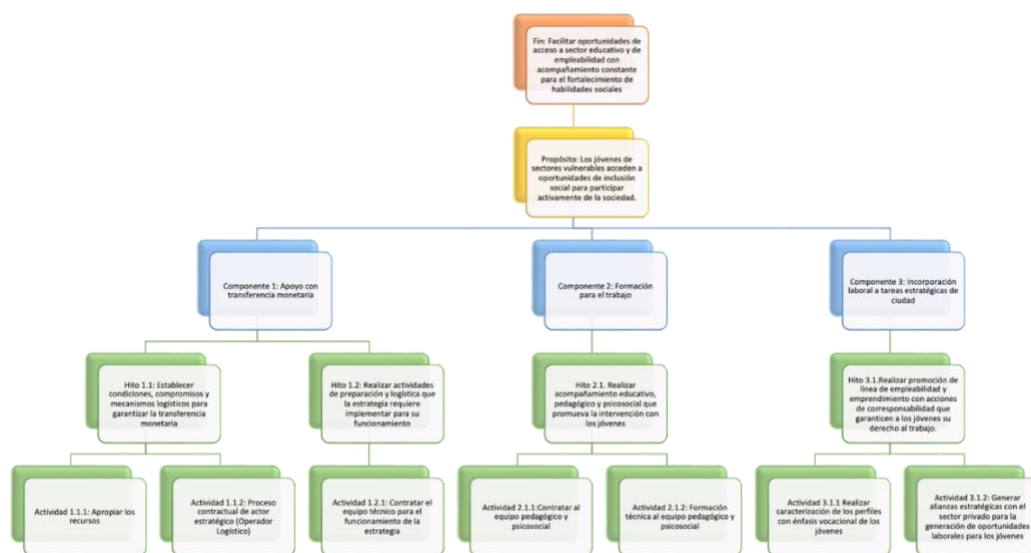 Fin: Facilitar oportunidades de
acceso a sector educativo y de
empleabilidad con
acompañamiento constante
para el fortalecimiento de
habilidades sociales
Propósito: Los jóvenes de
sectores vulnerables acceden a
oportunidades de inclusión
social para participar
activamente de la sociedad.
Componente 1: Apoyo con
transferencia monetaria
Componente 2: Formación
para el trabajo
Componente 3: Incorporación
laboral a tareas estratégicas de
ciudad
Hito 1.1: Establecer
condiciones, compromisos y
mecanismos logísticos para
garantizar la transferencia
monetaria
Hito 1.2: Realizar actividades
de preparación y logística que
la estrategia requiere
implementar para su
funcionamiento
Hito 2.1. Realizar
acompañamiento educativo,
pedagógico y psicosocial que
promueva la intervención con
los jóvenes
Hito 3.1.Realizar promoción de
línea de empleabilidad y
emprendimiento con acciones
de corresponsabilidad que
garanticen a los jóvenes su
derecho al trabajo.
Actividad 1.1.1: Apropiar los
recursos
Actividad 1.1.2: Proceso
contractual de actor
estratégico (Operador
Logístico)
Actividad 1.2.1: Contratar el
equipo técnico para el
funcionamiento de la
estrategia
Actividad 2.1.1:Contratar al
equipo pedagógico y
psicosocial
Actividad 2.1.2: Formación
técnica al equipo pedagógico y
psicosocial
Actividad 3.1.1 Realizar
caracterización de los perfiles
con énfasis vocacional de los
jóvenes
Actividad 3.1.2: Generar
alianzas estratégicas con el
sector privado para la
generación de oportunidades
laborales para los jóvenes